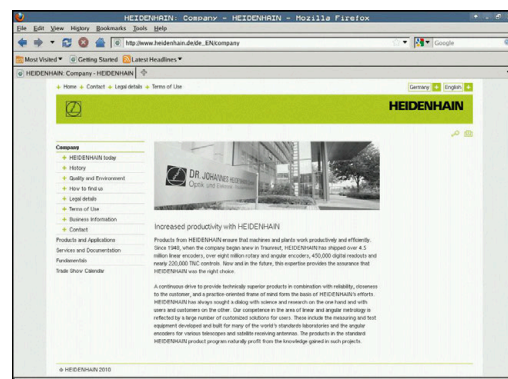 HEIDENHAIN: Company - HEIDENHAIN - Mozilla Firefox
File Edit View History Bookmarks Tools Help
http://www.heidenhain.de/de_EN/company
Google
Most Visited Getting Started Latest Headlines
HEIDENHAIN: Company - HEIDENHAIN
Home Contact Legal details Terms of Use Germany English
HEIDENHAIN
Company
HEIDENHAIN today
History
Quality and Environment
How to find us
Legal details
Terms of Use
Business Information
Contact
Products and Applications
Services and Documentation
Fundamentals
Trade Show Calendar
DR. JOHANNES HEIDENHAIN
Optik und Elektronik
Increased productivity with HEIDENHAIN
Products from HEIDENHAIN ensure that machines and plants work productively and efficiently.
Since 1948, when the company began anew in Traunreut, HEIDENHAIN has shipped over 4.5
million linear encoders, over eight million rotary and angular encoders, 450,000 digital readouts and
nearly 220,000 TNC controls. Now and in the future, this expertise provides the assurance that
HEIDENHAIN was the right choice.
A continuous drive to provide technically superior products in combination with reliability, closeness
to the customer, and a practice-oriented frame of mind form the basis of HEIDENHAIN's efforts.
HEIDENHAIN has always sought a dialog with science and research on the one hand and with
users and customers on the other. Our competence in the area of linear and angular metrology is
reflected by a large number of customized solutions for users. These include the measuring and test
equipment developed and built for many of the world's standards laboratories and the angular
encoders for various telescopes and satellite receiving antennas. The products in the standard
HEIDENHAIN product program naturally profit from the knowledge gained in such projects.
© HEIDENHAIN 2010